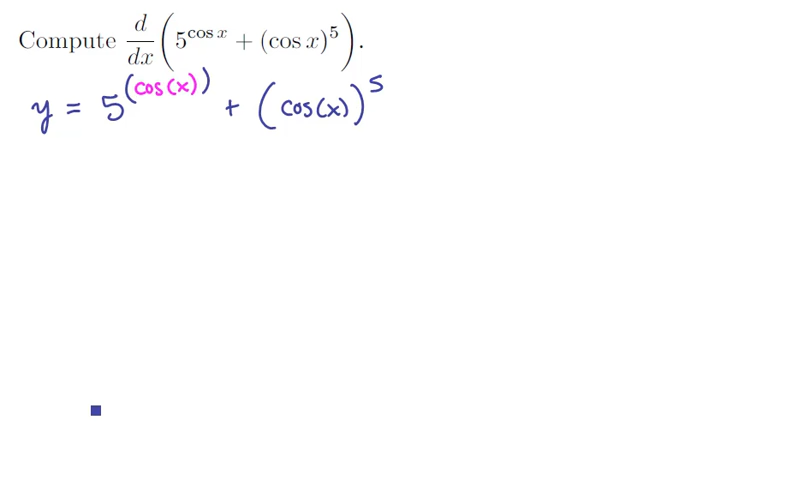 Compute d/dx (5^{cos x} + (cos x)^5).
y = 5^{(cos(x))} + (cos(x))^5